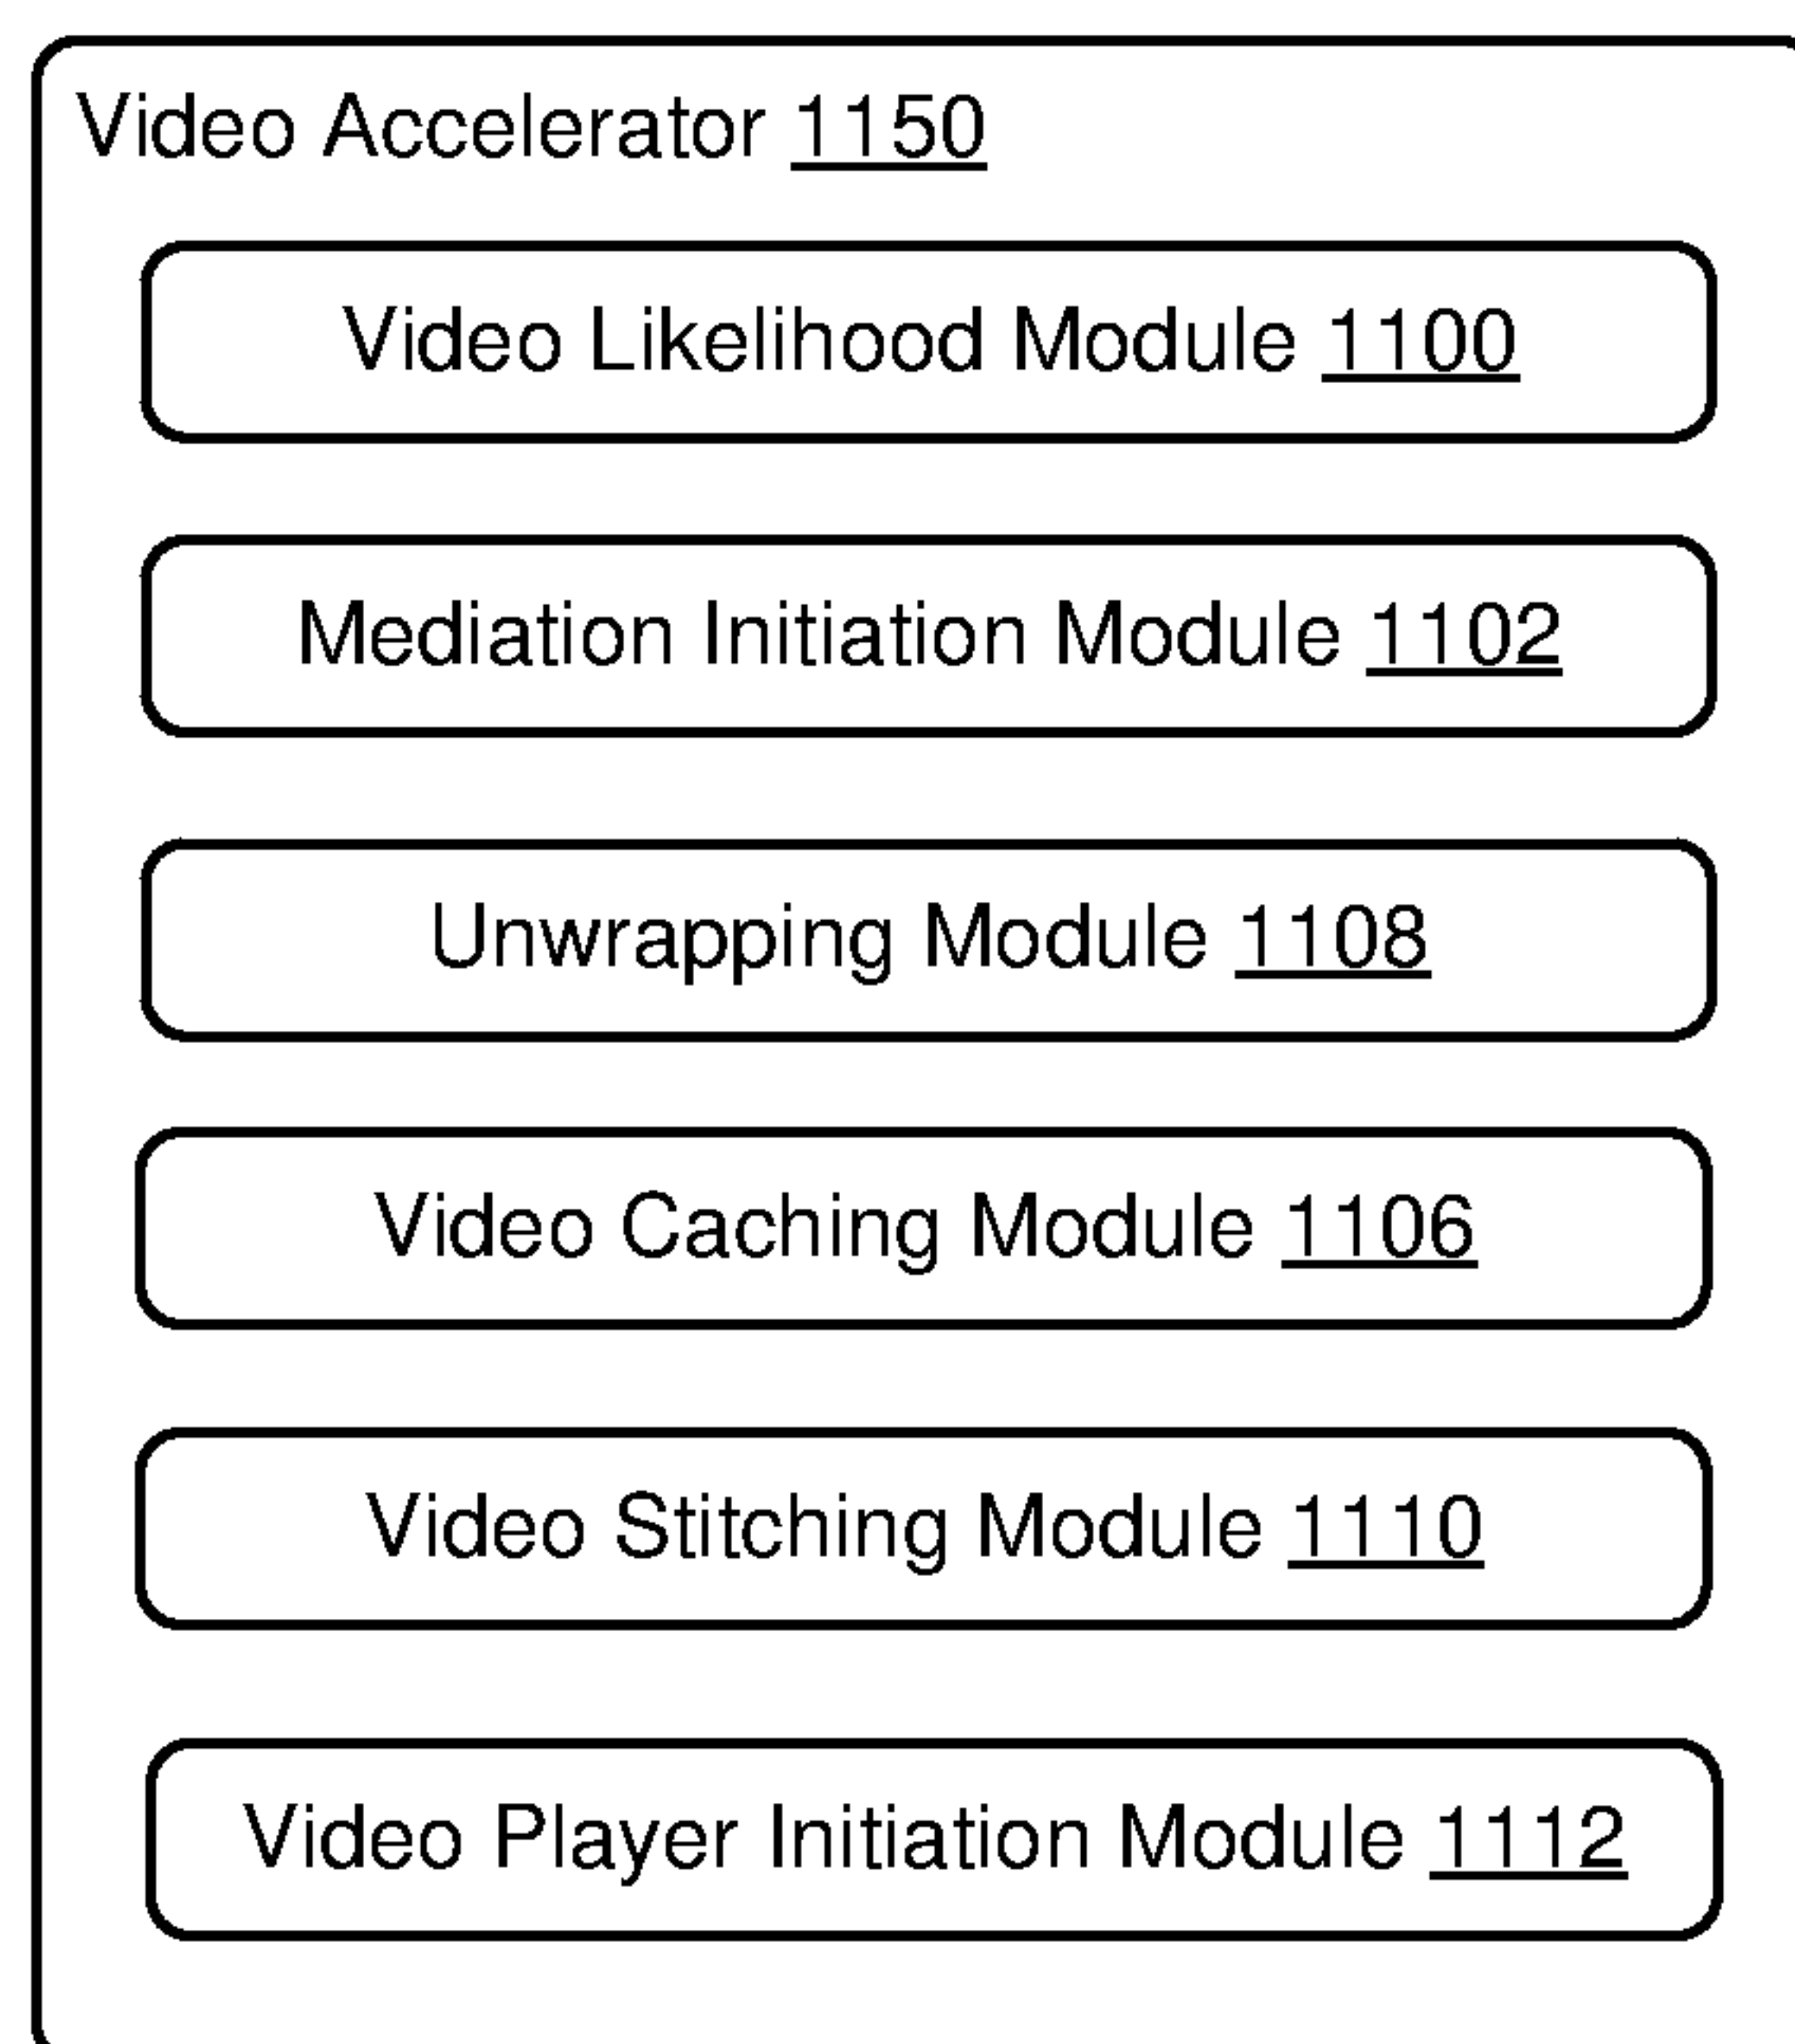 Video Accelerator 1150
Video Likelihood Module 1100
Mediation Initiation Module 1102
Unwrapping Module 1108
Video Caching Module 1106
Video Stitching Module 1110
Video Player Initiation Module 1112